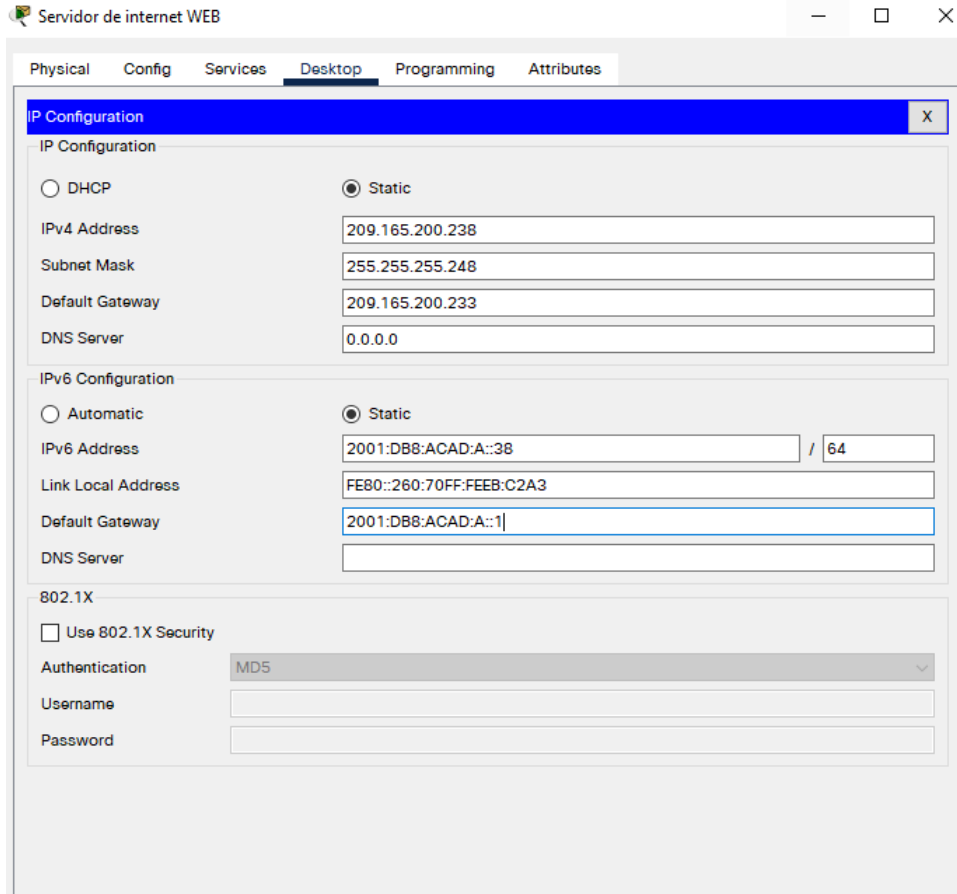 Servidor de internet WEB
Physical Config Services Desktop Programming Attributes
IP Configuration X
IP Configuration
DHCP Static
IPv4 Address 209.165.200.238
Subnet Mask 255.255.255.248
Default Gateway 209.165.200.233
DNS Server 0.0.0.0
IPv6 Configuration
Automatic Static
IPv6 Address 2001:DB8:ACAD:A::38 / 64
Link Local Address FE80::260:70FF:FEEB:C2A3
Default Gateway 2001:DB8:ACAD:A::1
DNS Server
802.1X
Use 802.1X Security
Authentication MD5
Username
Password